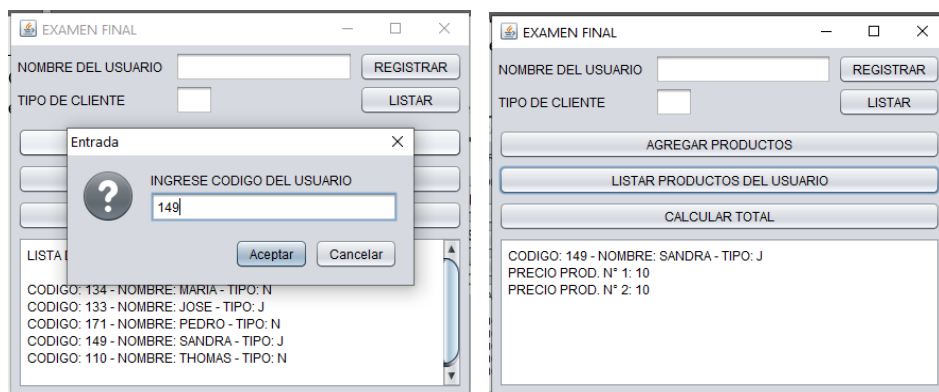 EXAMEN FINAL
NOMBRE DEL USUARIO
REGISTRAR
TIPO DE CLIENTE
LISTAR
Entrada
INGRESE CODIGO DEL USUARIO
149
Aceptar
Cancelar
CODIGO: 134 - NOMBRE: MARIA - TIPO: N
CODIGO: 133 - NOMBRE: JOSE - TIPO: J
CODIGO: 171 - NOMBRE: PEDRO - TIPO: N
CODIGO: 149 - NOMBRE: SANDRA - TIPO: J
CODIGO: 110 - NOMBRE: THOMAS - TIPO: N
EXAMEN FINAL
NOMBRE DEL USUARIO
REGISTRAR
TIPO DE CLIENTE
LISTAR
AGREGAR PRODUCTOS
LISTAR PRODUCTOS DEL USUARIO
CALCULAR TOTAL
CODIGO: 149 - NOMBRE: SANDRA - TIPO: J
PRECIO PROD. N° 1: 10
PRECIO PROD. N° 2: 10